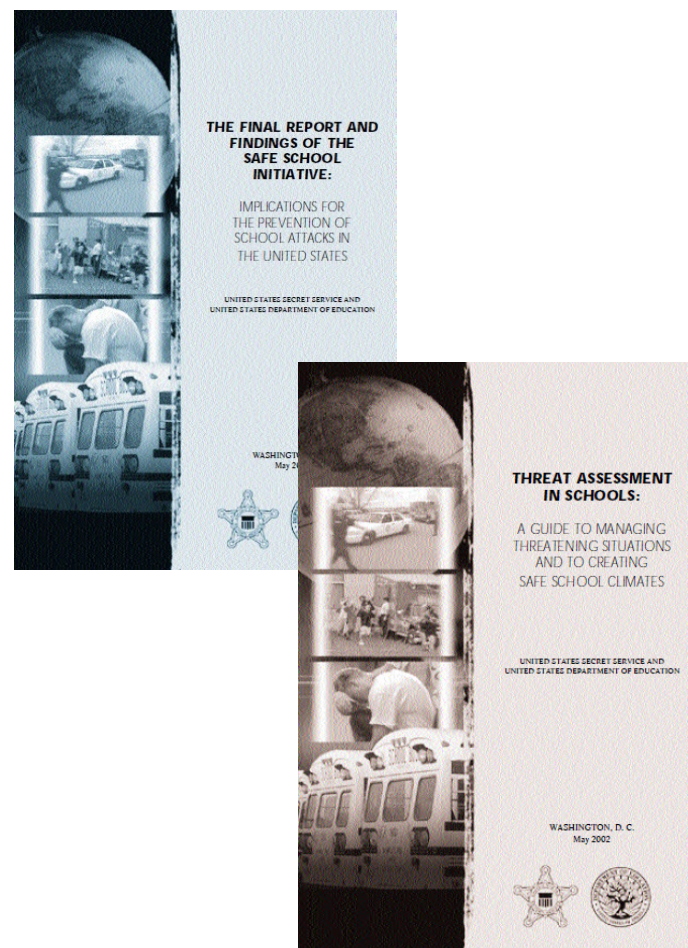 THE FINAL REPORT AND
FINDINGS OF THE
SAFE SCHOOL
INITIATIVE:
IMPLICATIONS FOR
THE PREVENTION OF
SCHOOL ATTACKS IN
THE UNITED STATES
UNITED STATES SECRET SERVICE AND
UNITED STATES DEPARTMENT OF EDUCATION
May
THREAT ASSESSMENT
IN SCHOOLS:
A GUIDE TO MANAGING
THREATENING SITUATIONS
AND TO CREATING
SAFE SCHOOL CLIMATES
UNITED STATES SECRET SERVICE AND
UNITED STATES DEPARTMENT OF EDUCATION
WASHINGTON, D. C.
May 2002